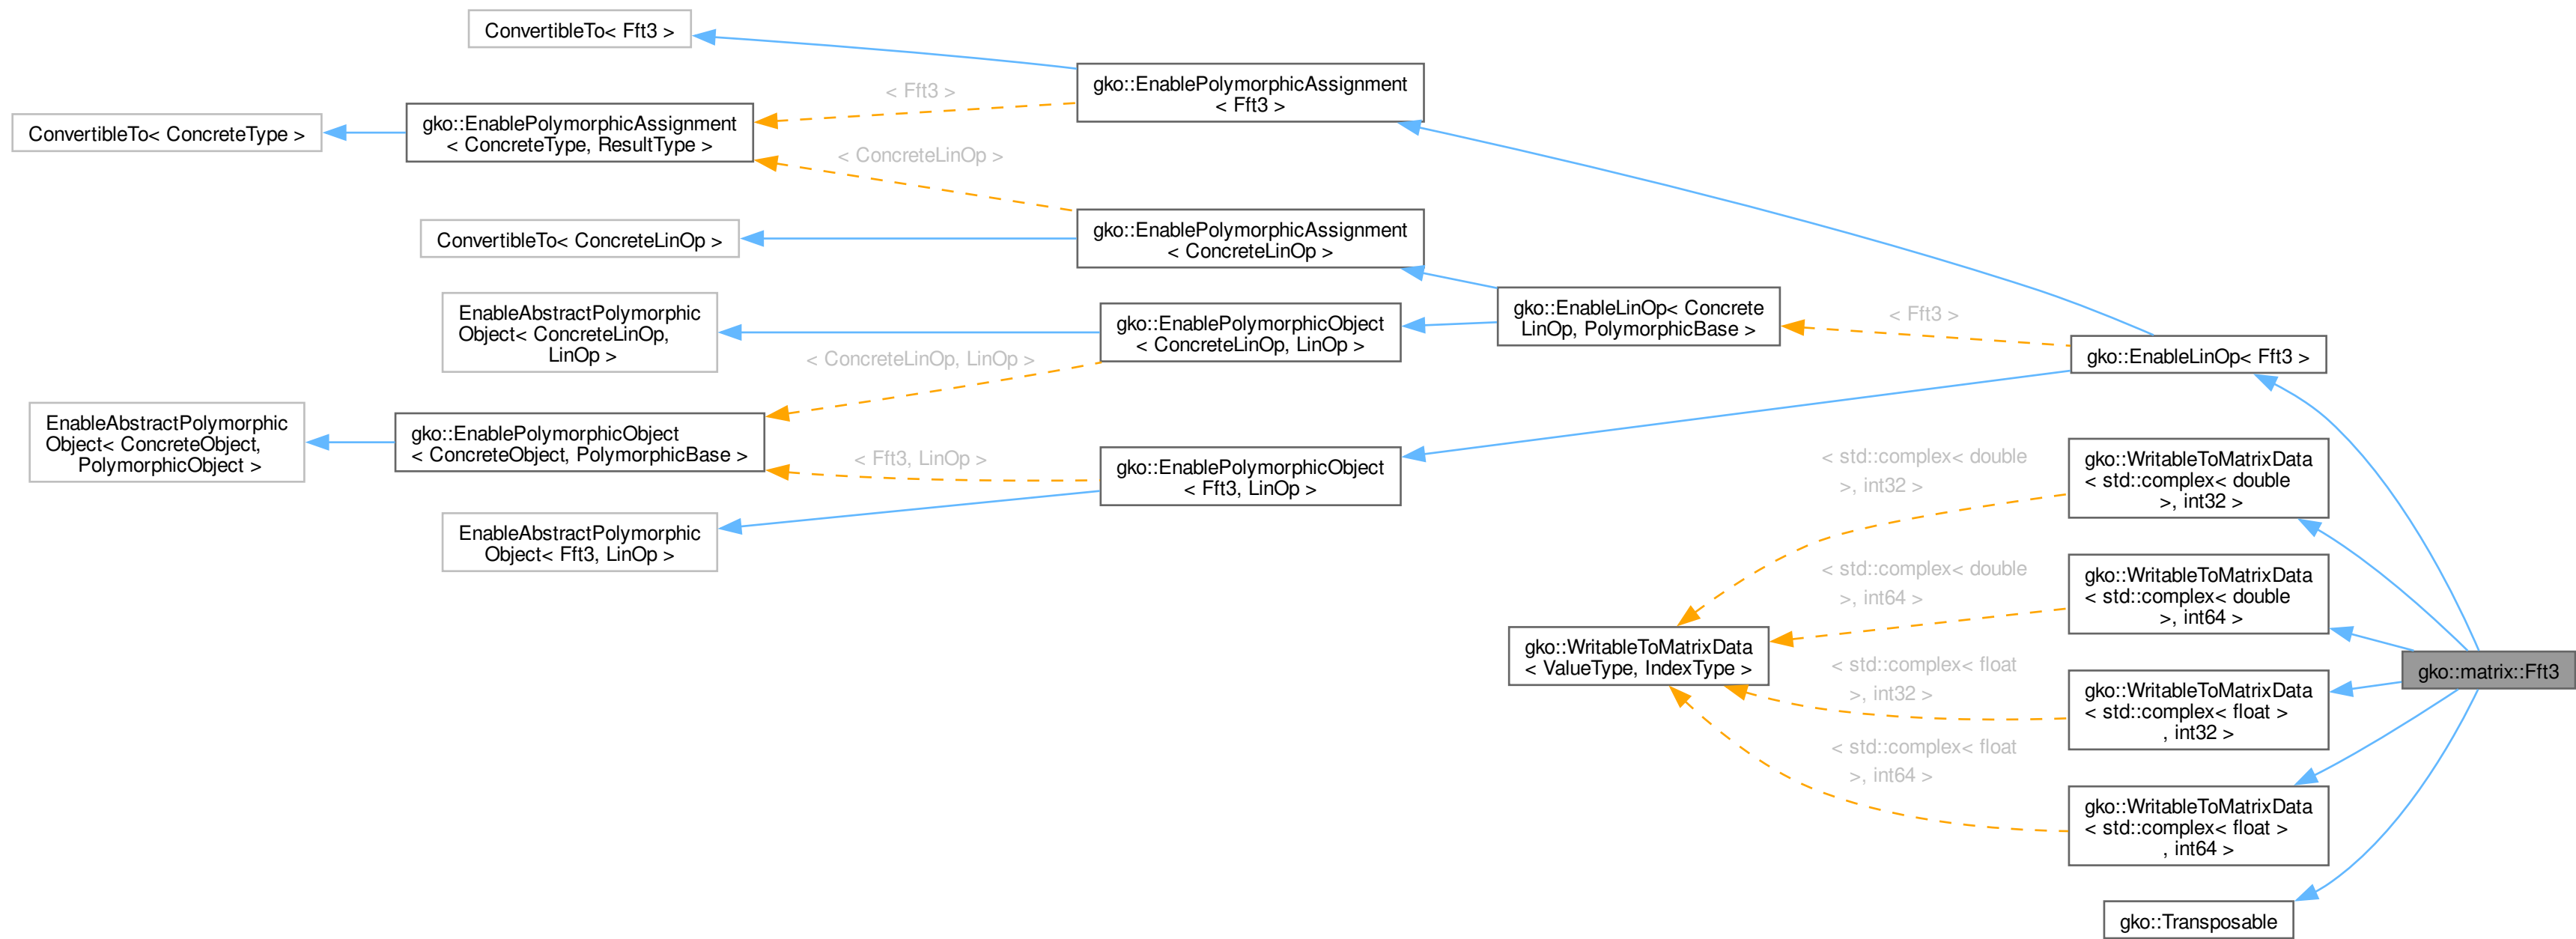 ConvertibleTo< Fft3 >
gko::EnablePolymorphicAssignment
< Fft3 >
< Fft3 >
ConvertibleTo< ConcreteType >
gko::EnablePolymorphicAssignment
< ConcreteType, ResultType >
< ConcreteLinOp >
ConvertibleTo< ConcreteLinOp >
gko::EnablePolymorphicAssignment
< ConcreteLinOp >
EnableAbstractPolymorphic
Object< ConcreteLinOp,
LinOp >
gko::EnablePolymorphicObject
< ConcreteLinOp, LinOp >
gko::EnableLinOp< Concrete
LinOp, PolymorphicBase >
< Fft3 >
gko::EnableLinOp< Fft3 >
< ConcreteLinOp, LinOp >
EnableAbstractPolymorphic
Object< ConcreteObject,
PolymorphicObject >
gko::EnablePolymorphicObject
< ConcreteObject, PolymorphicBase >
< Fft3, LinOp >
gko::EnablePolymorphicObject
< Fft3, LinOp >
EnableAbstractPolymorphic
Object< Fft3, LinOp >
< std::complex< double
>, int32 >
gko::WritableToMatrixData
< std::complex< double
>, int32 >
< std::complex< double
>, int64 >
gko::WritableToMatrixData
< std::complex< double
>, int64 >
gko::WritableToMatrixData
< ValueType, IndexType >
< std::complex< float
>, int32 >
gko::WritableToMatrixData
< std::complex< float >
, int32 >
gko::matrix::Fft3
< std::complex< float
>, int64 >
gko::WritableToMatrixData
< std::complex< float >
, int64 >
gko::Transposable